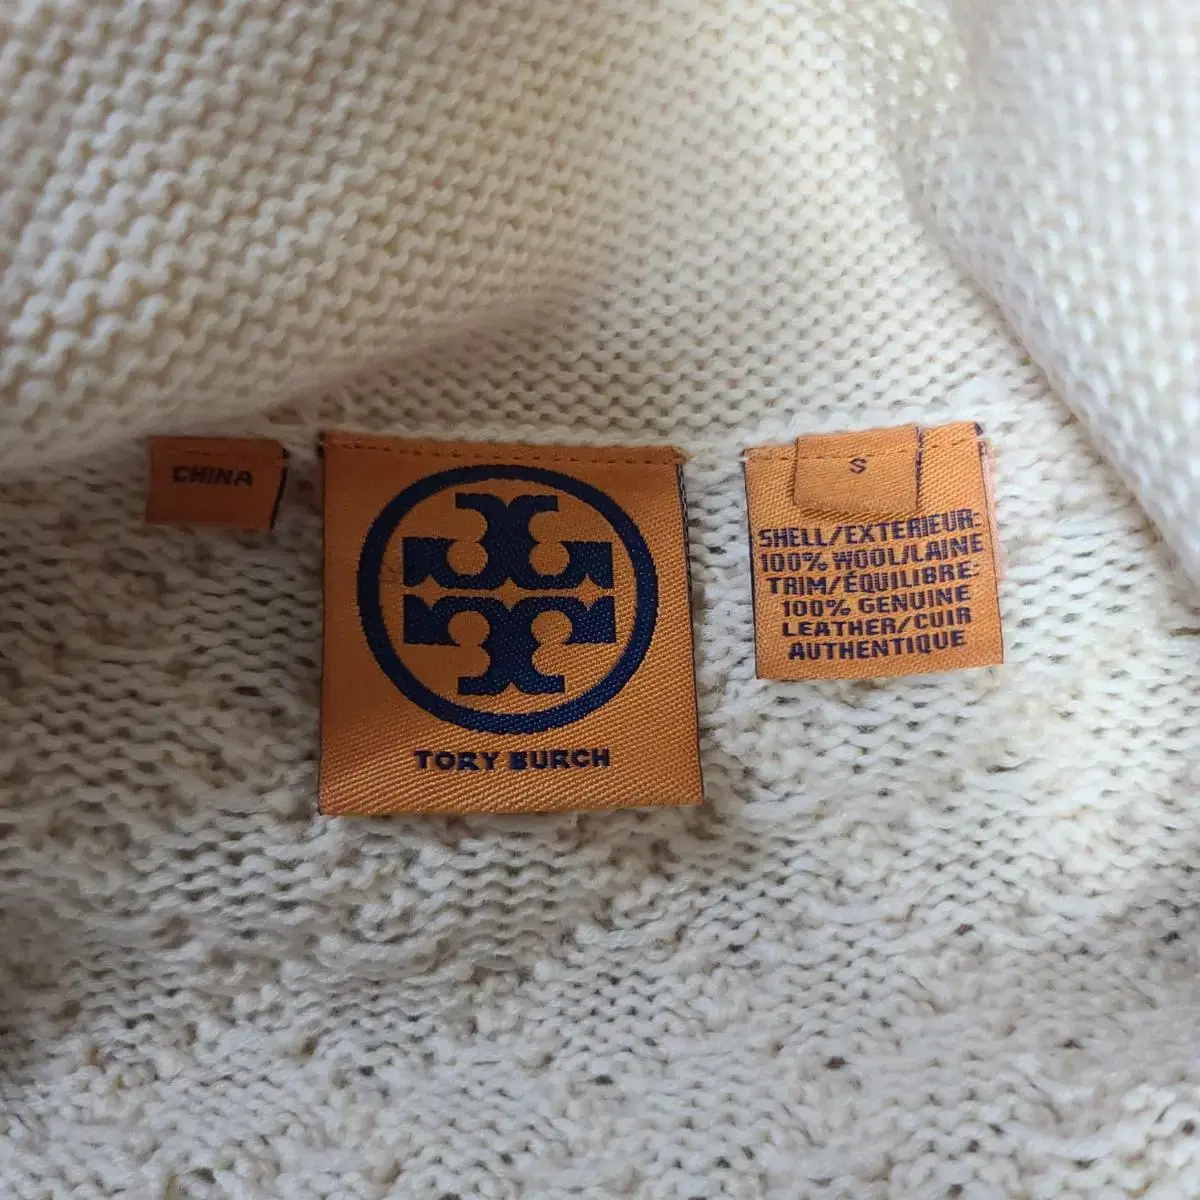 CHINA
TORY BURCH
S
SHELL/EXTERIEUR:
100% WOOL/LAINE
TRIM/ÉQUILIBRE:
100% GENUINE
LEATHER/CUIR
AUTHENTIQUE